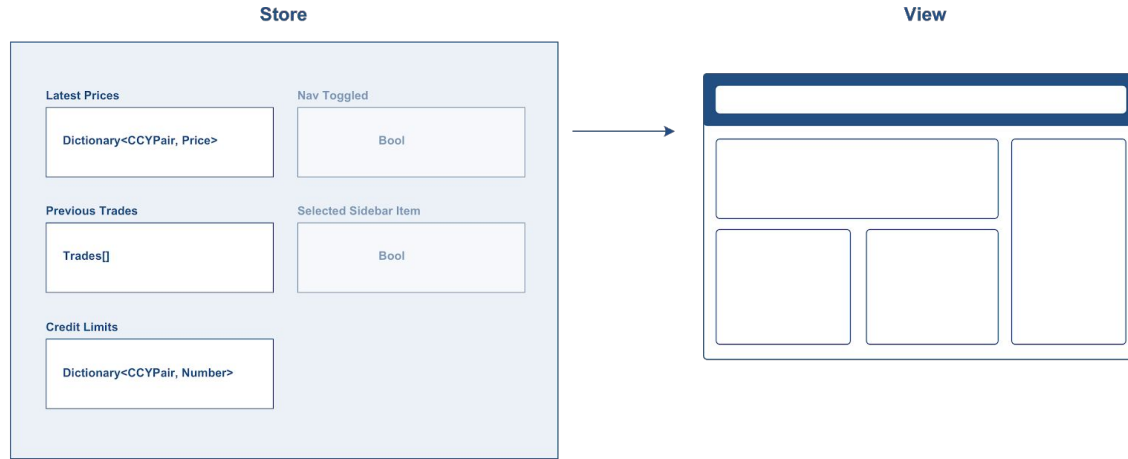 Store
View
Latest Prices
Nav Toggled
Dictionary<CCYPair, Price>
Bool
Previous Trades
Selected Sidebar Item
Trades[]
Bool
Credit Limits
Dictionary<CCYPair, Number>